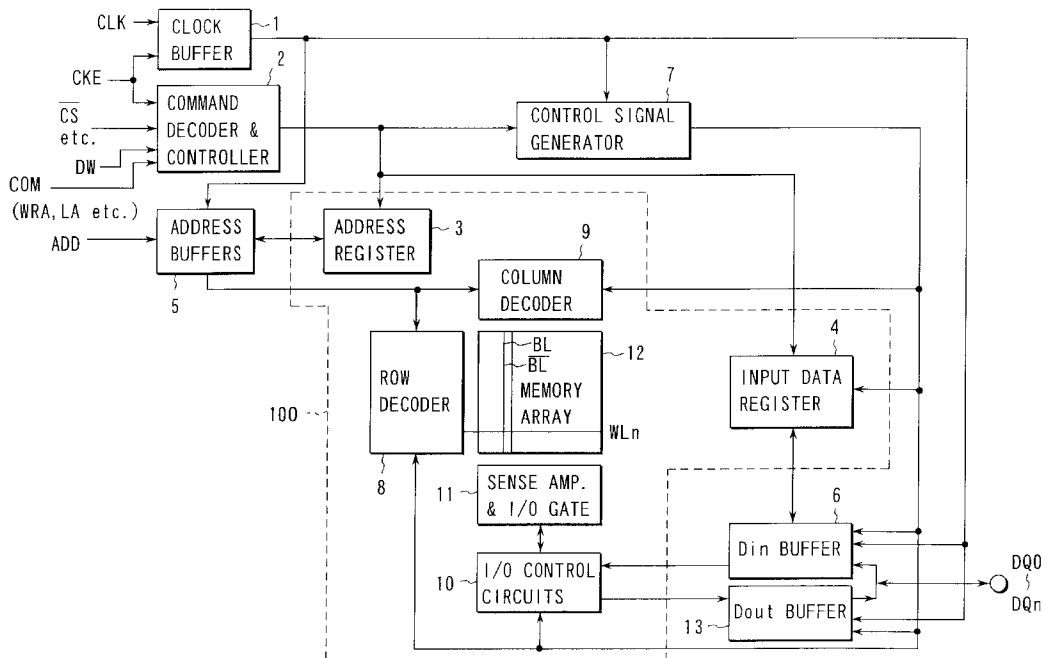 CLK
CLOCK
BUFFER
1
CKE
2
COMMAND
DECODER &
CONTROLLER
CS
etc.
DW
COM
(WRA,LA etc.)
ADD
7
CONTROL SIGNAL
GENERATOR
ADDRESS
BUFFERS
5
ADDRESS
REGISTER
3
9
COLUMN
DECODER
ROW
DECODER
8
100
BL
BL
MEMORY
ARRAY
12
WLn
4
INPUT DATA
REGISTER
11
SENSE AMP.
& I/O GATE
10
I/O CONTROL
CIRCUITS
6
Din BUFFER
Dout BUFFER
13
DQ0
DQn